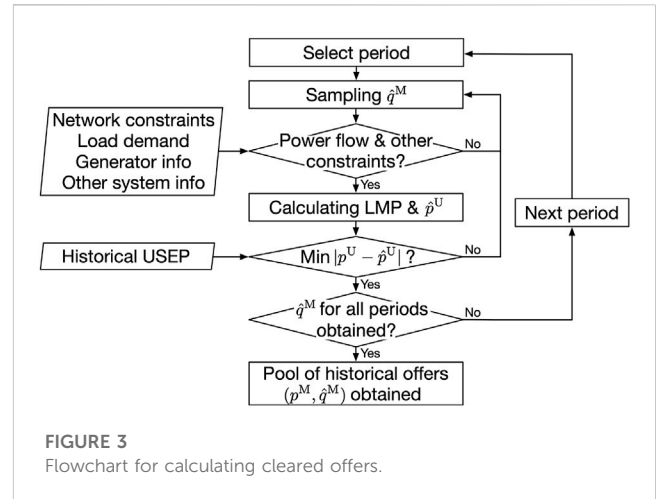 Select period
Sampling q̂ᴹ
Network constraints
Load demand
Generator info
Other system info
Power flow & other
constraints?
No
Yes
Calculating LMP & p̂ᵁ
Next period
Historical USEP
Min |pᵁ − p̂ᵁ| ?
No
Yes
q̂ᴹ for all periods
obtained?
No
Yes
Pool of historical offers
(pᴹ, q̂ᴹ) obtained
FIGURE 3
Flowchart for calculating cleared offers.